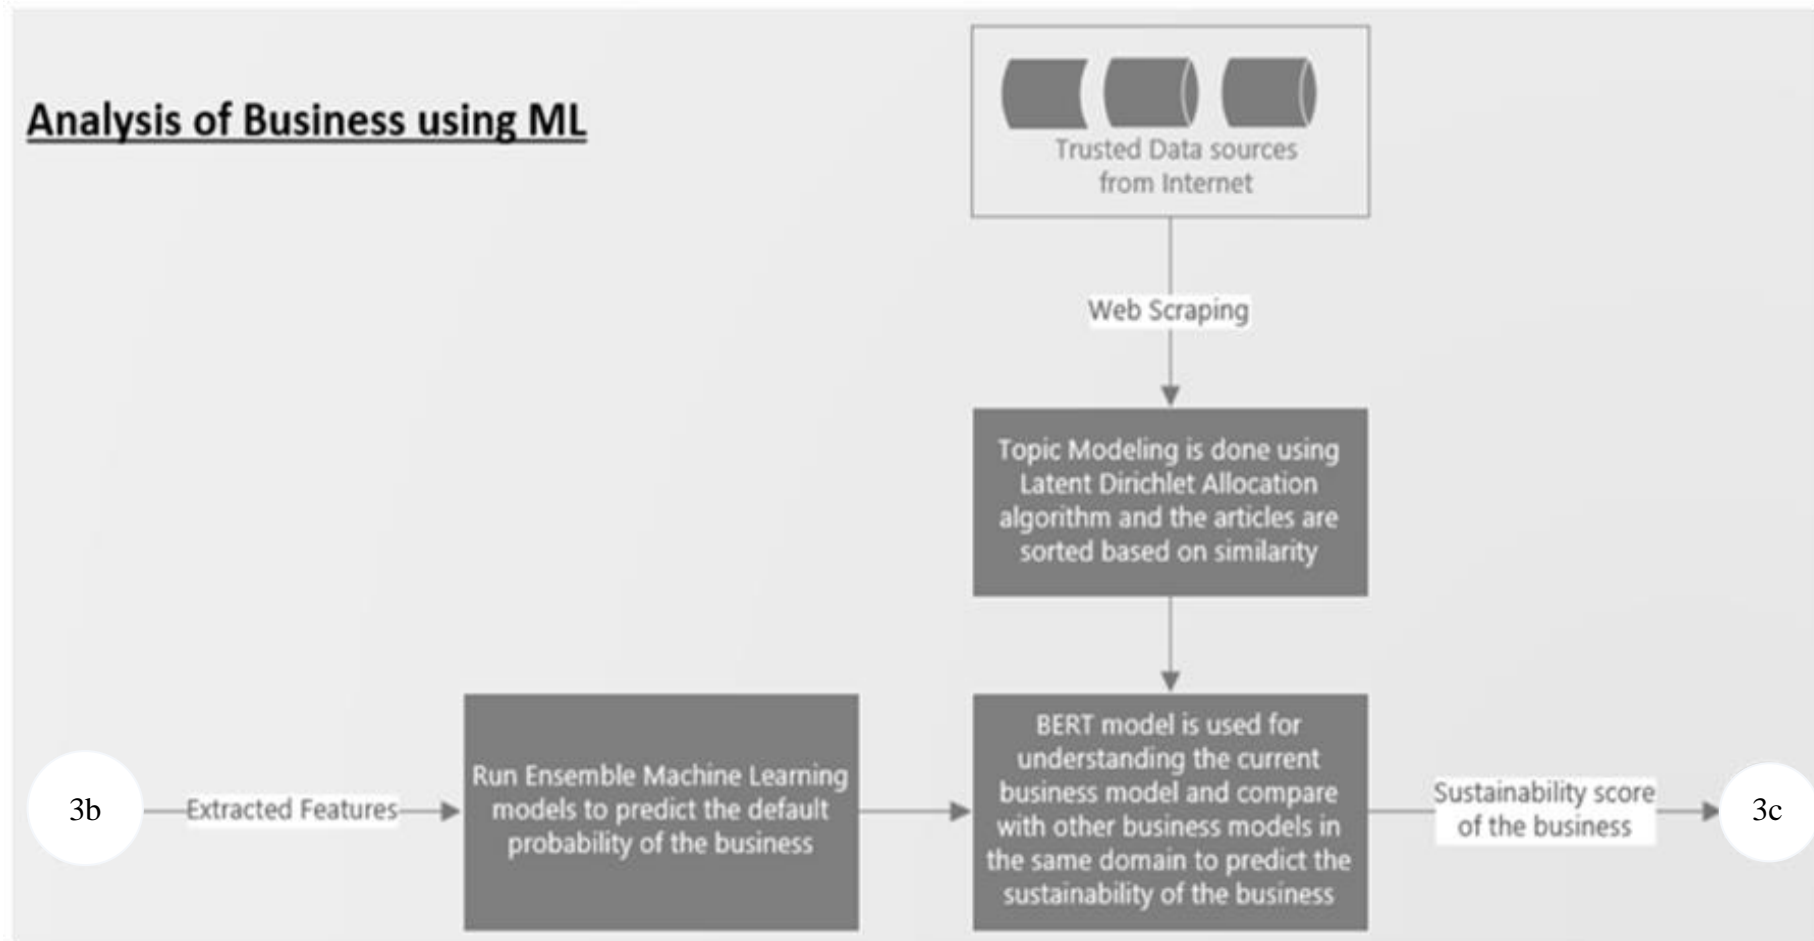 Analysis of Business using ML
Trusted Data sources
from Internet
Web Scraping
Topic Modeling is done using
Latent Dirichlet Allocation
algorithm and the articles are
sorted based on similarity
3b
Extracted Features
Run Ensemble Machine Learning
models to predict the default
probability of the business
BERT model is used for
understanding the current
business model and compare
with other business models in
the same domain to predict the
sustainability of the business
Sustainability score
of the business
3c